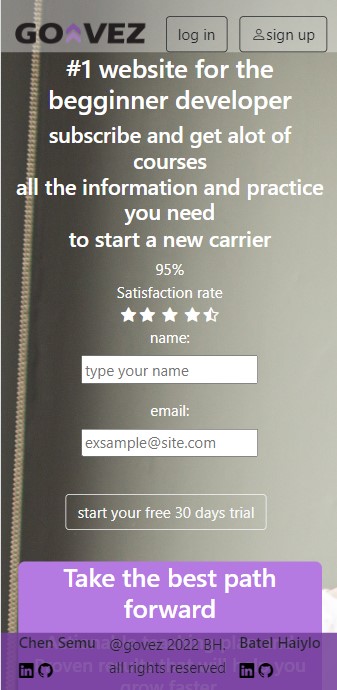 GOVEZ
log in
sign up
#1 website for the
begginner developer
subscribe and get alot of
courses
all the information and practice
you need
to start a new carrier
95%
Satisfaction rate
name:
type your name
email:
exsample@site.com
start your free 30 days trial
Take the best path
forward
Chen Semu
@govez 2022 BH.
all rights reserved
Batel Haiylo
grow faster